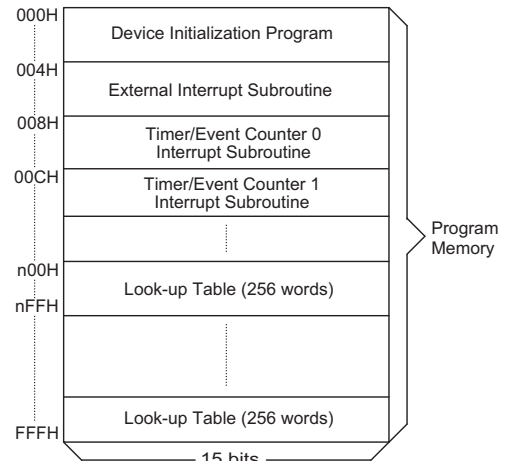 000H
Device Initialization Program
004H
External Interrupt Subroutine
008H
Timer/Event Counter 0
Interrupt Subroutine
00CH
Timer/Event Counter 1
Interrupt Subroutine
Program
Memory
n00H
Look-up Table (256 words)
nFFH
Look-up Table (256 words)
FFFH
15 bits